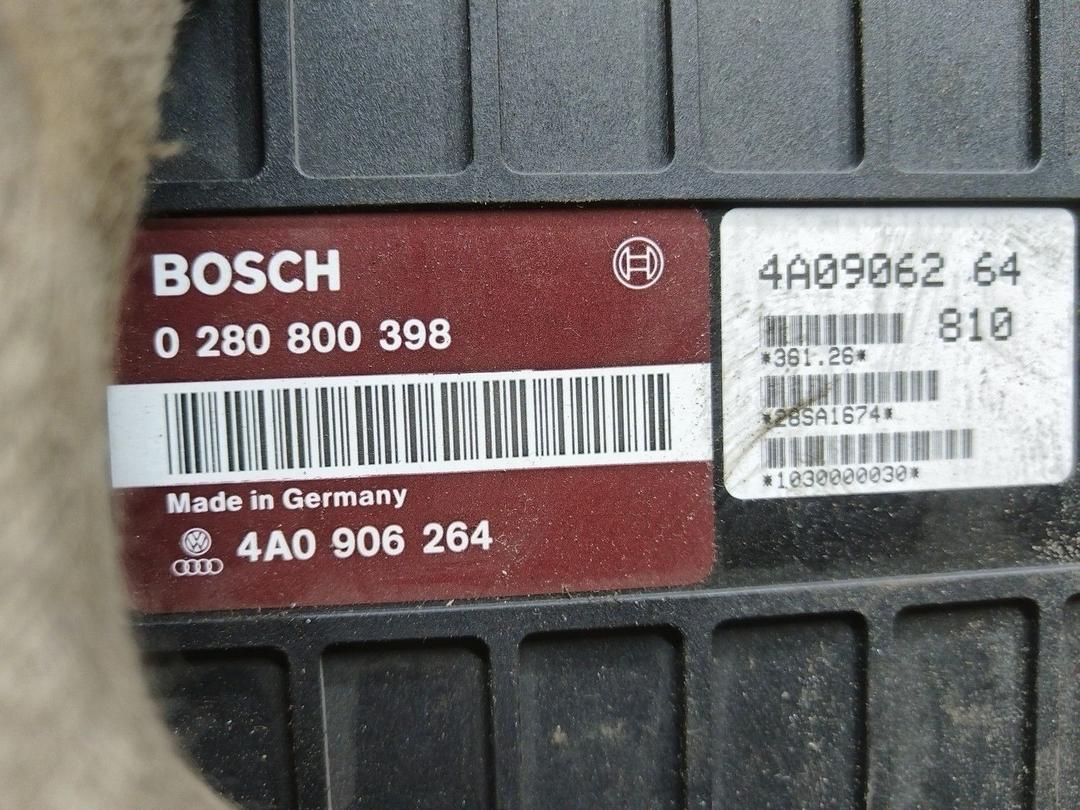 BOSCH
0 280 800 398
Made in Germany
4A0 906 264
4A09062 64
810
*361.26*
*28SA1674*
*1030000030*